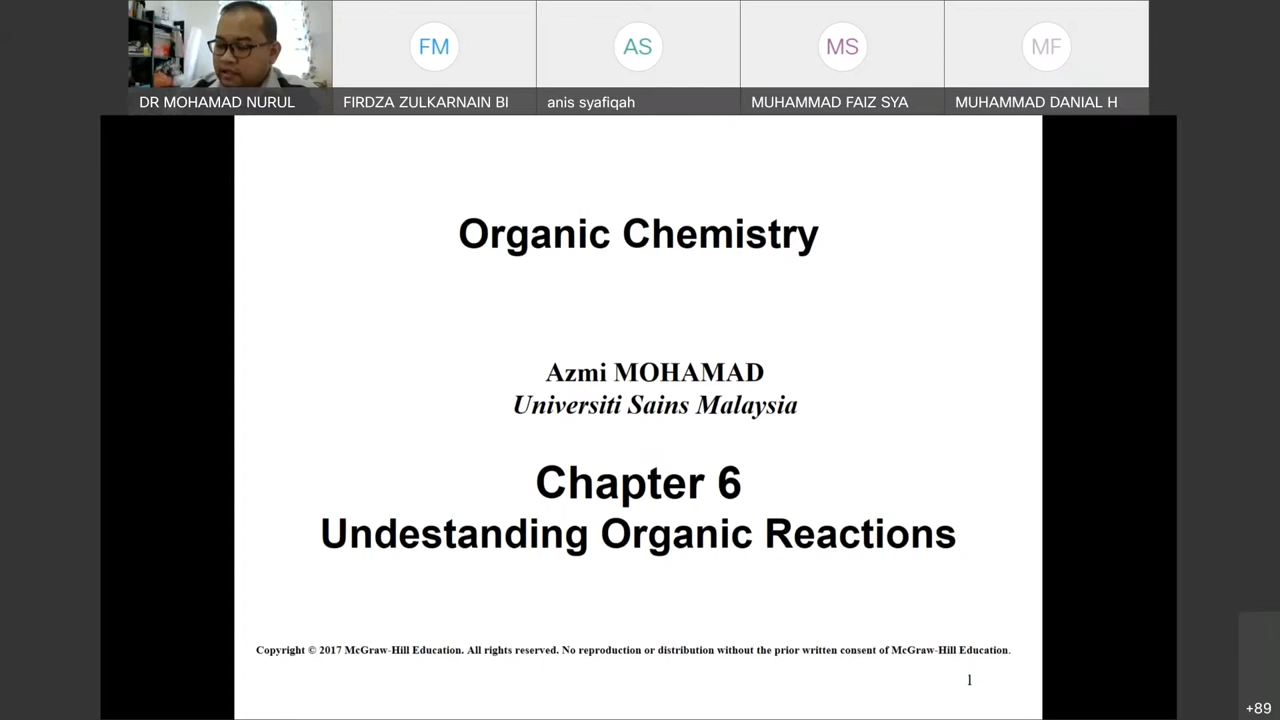 FM
AS
MS
MF
DR MOHAMAD NURUL
FIRDZA ZULKARNAIN BI
anis syafiqah
MUHAMMAD FAIZ SYA
MUHAMMAD DANIAL H
Organic Chemistry
Azmi MOHAMAD
Universiti Sains Malaysia
Chapter 6
Undestanding Organic Reactions
Copyright © 2017 McGraw-Hill Education. All rights reserved. No reproduction or distribution without the prior written consent of McGraw-Hill Education.
1
+89